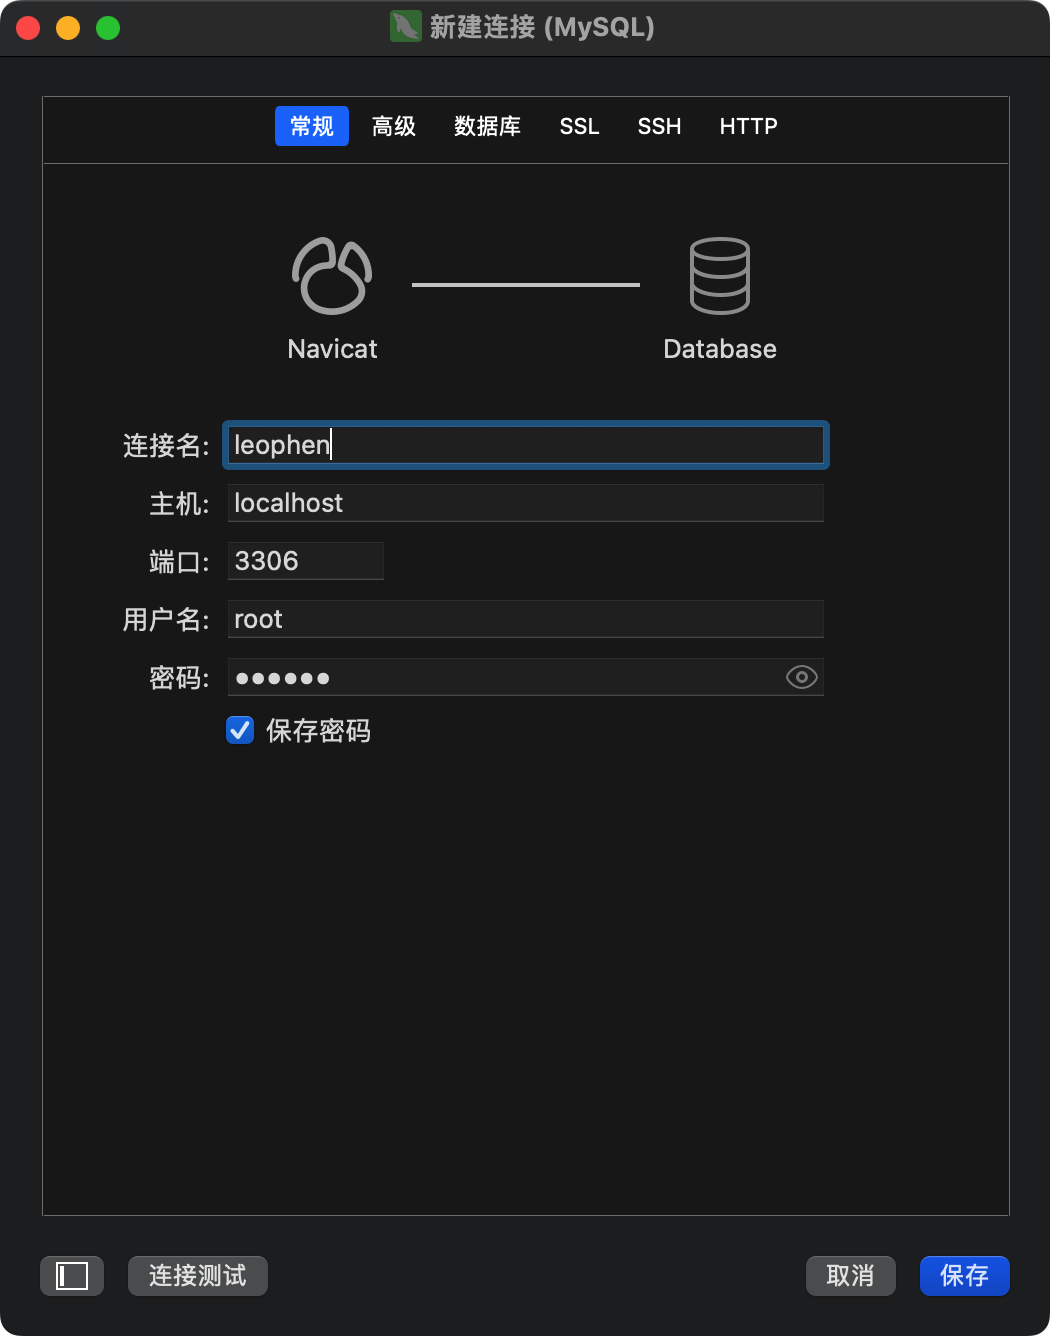 新建连接 (MySQL)
常规 高级 数据库 SSL SSH HTTP
Navicat Database
连接名: leophen
主机: localhost
端口: 3306
用户名: root
密码: ••••••
保存密码
连接测试 取消 保存